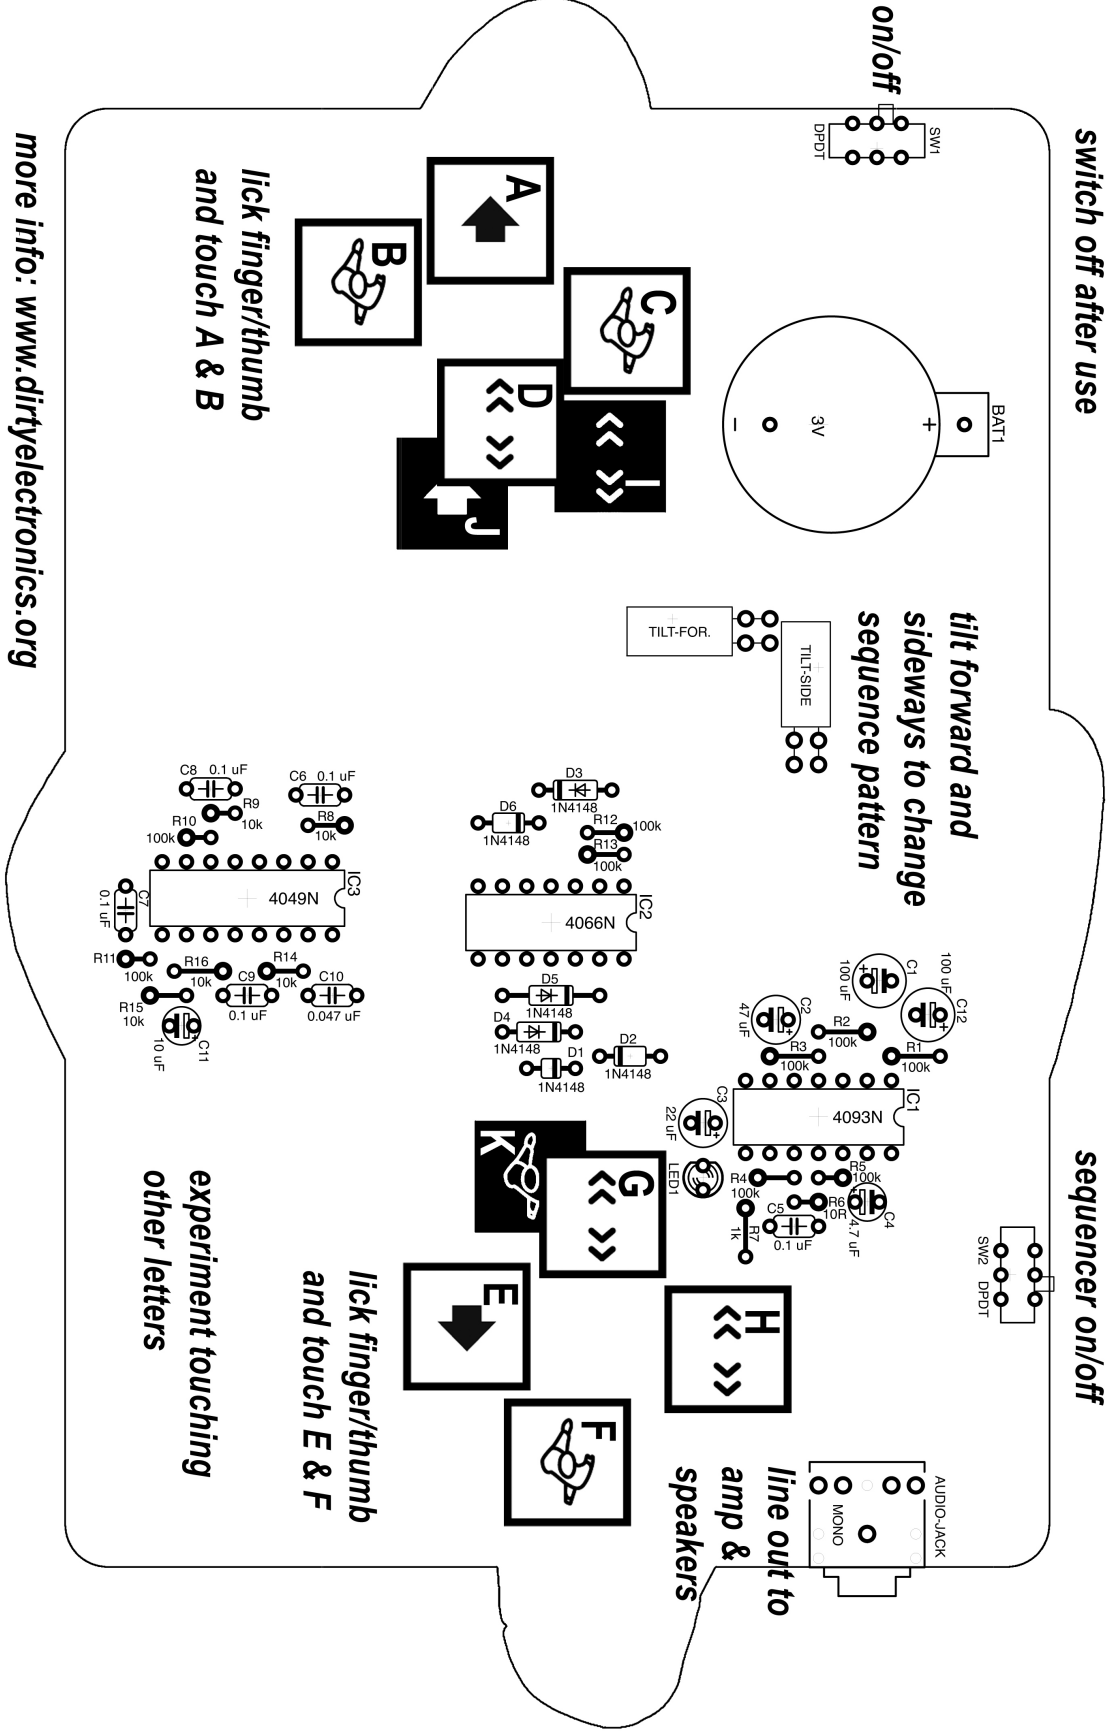 switch off after use
sequencer on/off
on/off
SW1
DPDT
BAT1
+
3V
–
tilt forward and
sideways to change
sequence pattern
TILT-SIDE
TILT-FOR.
SW2
DPDT
AUDIO-JACK
MONO
line out to
amp &
speakers
C12
100 uF
C1
100 uF
C2
47 uF
R2
100k
R3
100k
R1
100k
IC1
4093N
C3
22 uF
LED1
R4
100k
R5
100k
R6
10R
C4
4.7 uF
C5
0.1 uF
R7
1k
A
B
C
D
I
J
lick finger/thumb
and touch A & B
D3
1N4148
D6
1N4148
R12
100k
R13
100k
IC2
4066N
D5
1N4148
D4
1N4148
D1
1N4148
D2
1N4148
G
K
H
E
F
lick finger/thumb
and touch E & F
C8
0.1 uF
C6
0.1 uF
R9
10k
R8
10k
R10
100k
IC3
4049N
C7
0.1 uF
R11
100k
R16
10k
R14
10k
R15
10k
C9
0.1 uF
C10
0.047 uF
C11
10 uF
experiment touching
other letters
more info: www.dirtyelectronics.org